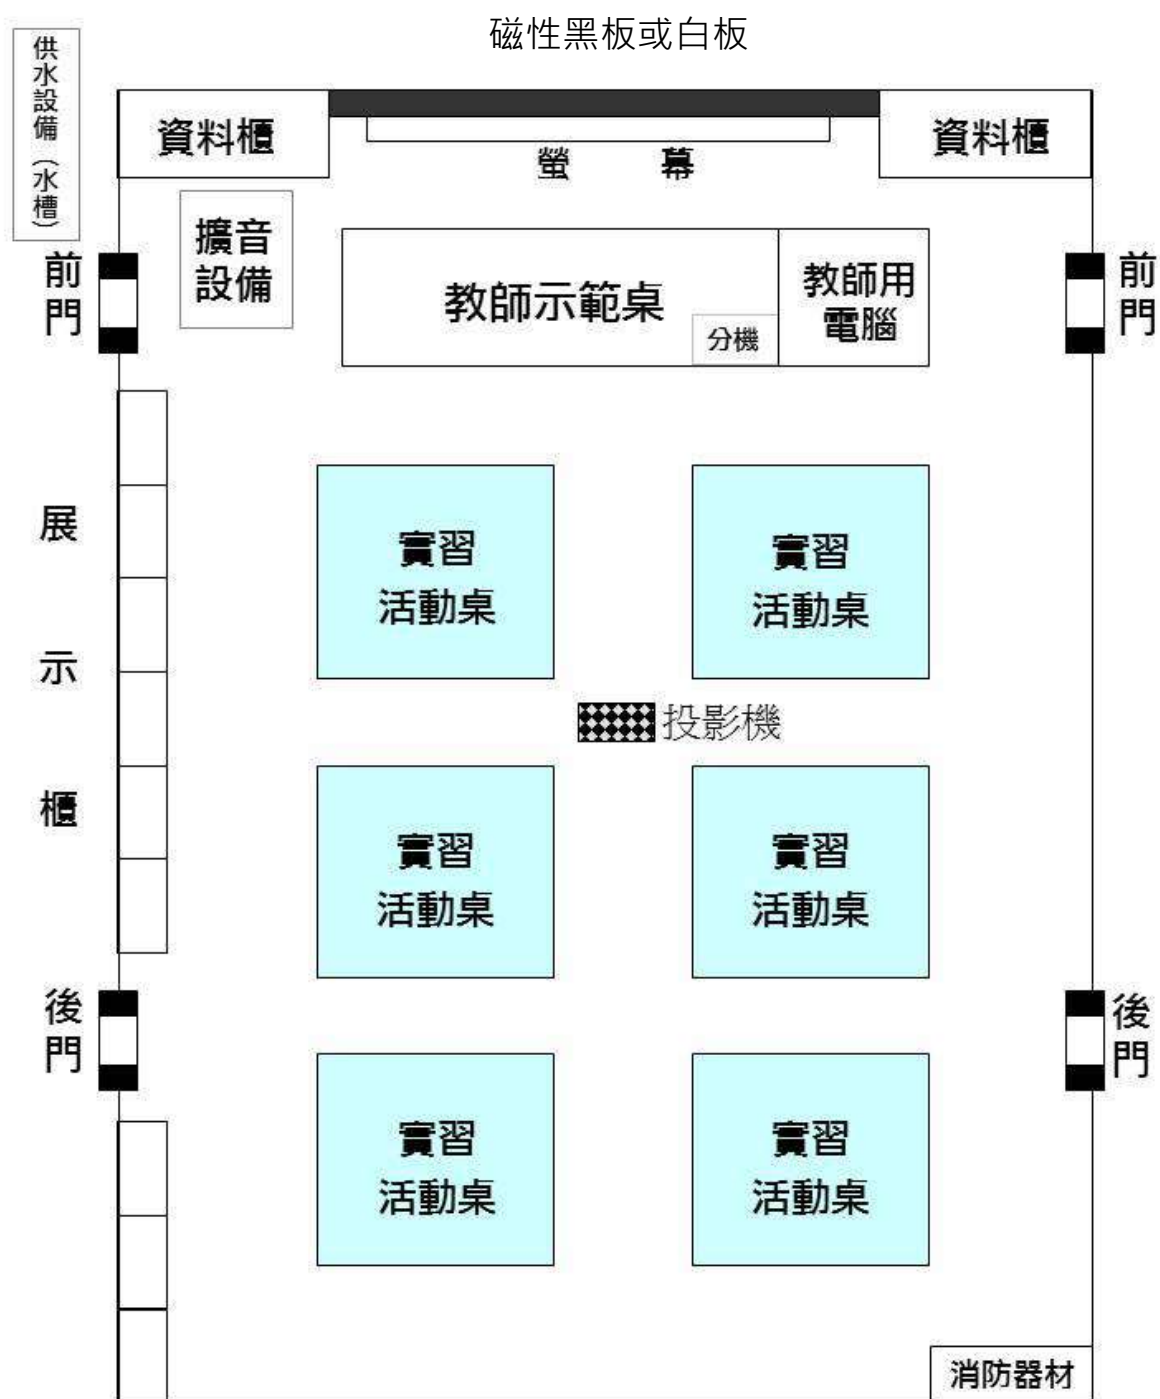 磁性黑板或白板
供水設備（水槽）
資料櫃
資料櫃
螢幕
擴音
設備
教師示範桌
分機
教師用
電腦
前門
前門
展示櫃
實習
活動桌
實習
活動桌
投影機
實習
活動桌
實習
活動桌
後門
後門
實習
活動桌
實習
活動桌
消防器材